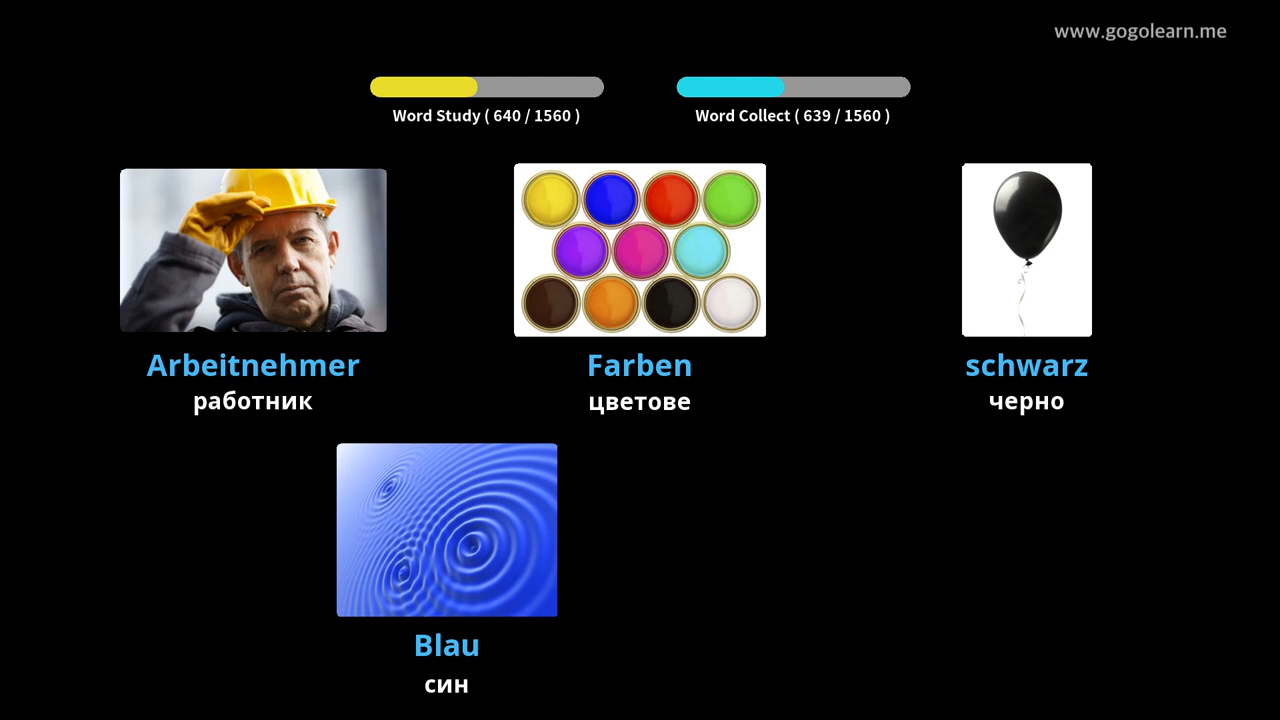 www.gogolearn.me
Word Study ( 640 / 1560 )
Word Collect ( 639 / 1560 )
Arbeitnehmer
работник
Farben
цветове
schwarz
черно
Blau
син